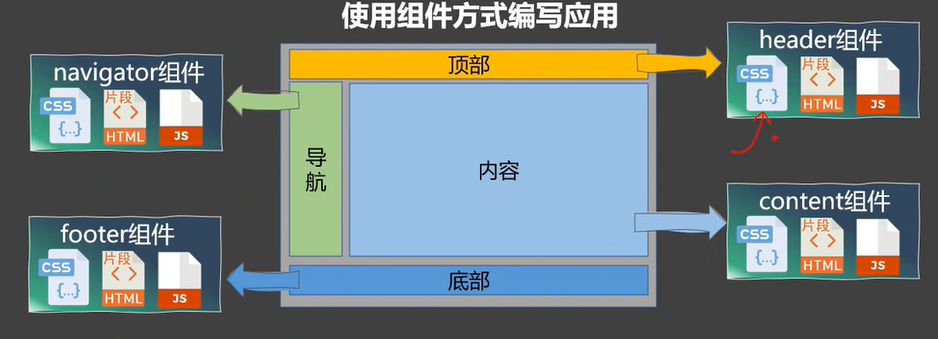 使用组件方式编写应用
navigator组件
CSS
{...}
片段
< >
HTML
JS
footer组件
CSS
{...}
片段
< >
HTML
JS
顶部
导航
内容
底部
header组件
CSS
{...}
片段
< >
HTML
JS
content组件
CSS
{...}
片段
< >
HTML
JS